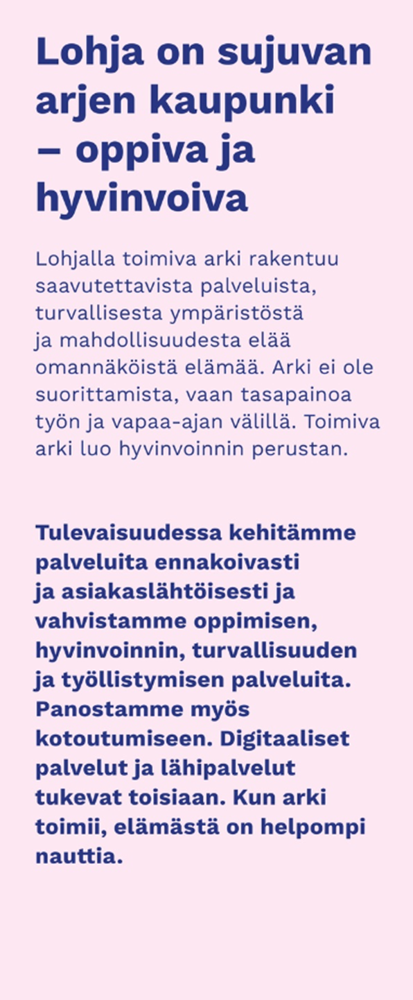 Lohja on sujuvan
arjen kaupunki
– oppiva ja
hyvinvoiva
Lohjalla toimiva arki rakentuu
saavutettavista palveluista,
turvallisesta ympäristöstä
ja mahdollisuudesta elää
omannäköistä elämää. Arki ei ole
suorittamista, vaan tasapainoa
työn ja vapaa-ajan välillä. Toimiva
arki luo hyvinvoinnin perustan.
Tulevaisuudessa kehitämme
palveluita ennakoivasti
ja asiakaslähtöisesti ja
vahvistamme oppimisen,
hyvinvoinnin, turvallisuuden
ja työllistymisen palveluita.
Panostamme myös
kotoutumiseen. Digitaaliset
palvelut ja lähipalvelut
tukevat toisiaan. Kun arki
toimii, elämästä on helpompi
nauttia.